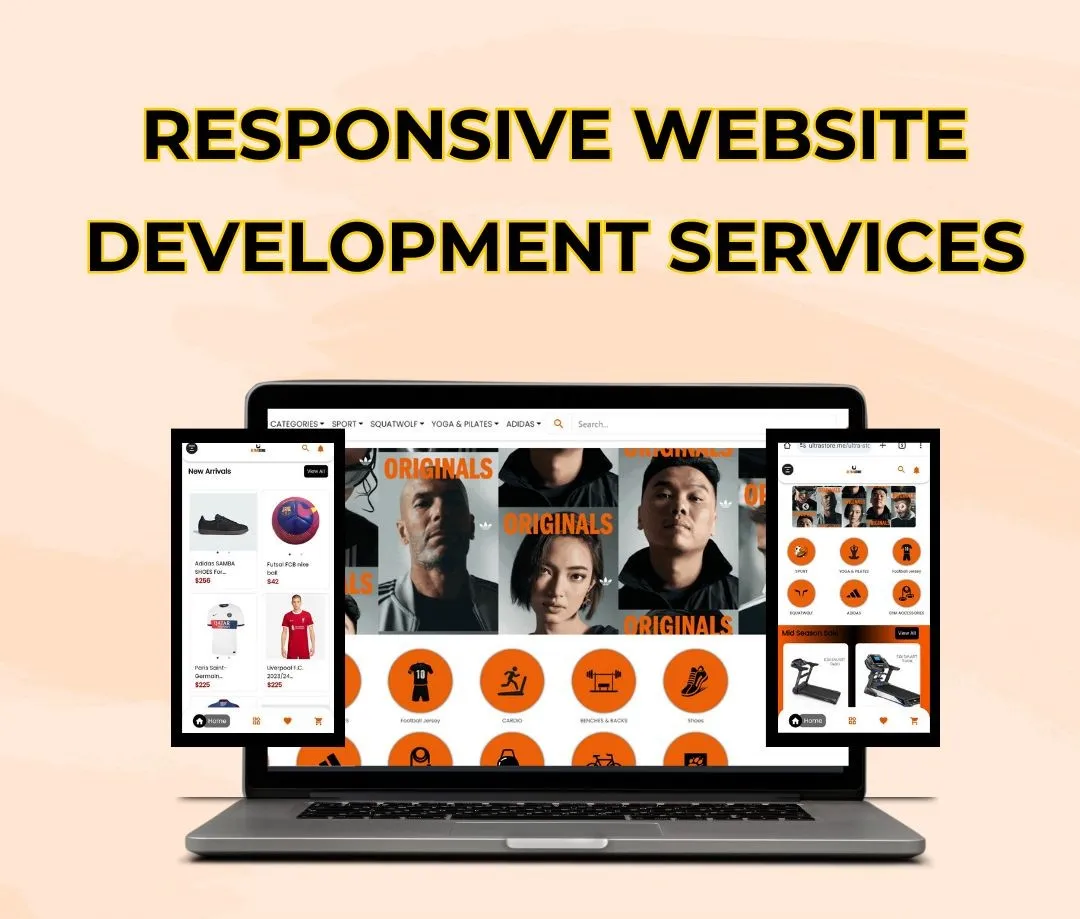 RESPONSIVE WEBSITE
DEVELOPMENT SERVICES
CATEGORIES SPORT SQUATWOLF YOGA & PILATES ADIDAS Search...
ORIGINALS
ORIGINALS
ORIGINALS
Football Jersey CARDIO BENCHES & RACKS Shoes
New Arrivals View All
Adidas SAMBA
SHOES For...
$256
Futsal FCB nike
ball
$42
QATAR
Paris Saint-
Germain...
$225
Liverpool F.C.
2023/24...
$225
Home
ultrastore.me/ultra-sto
SPORT YOGA & PILATES Football Jersey
SQUATWOLF ADIDAS GYM ACCESSORIES
Mid Season Sale View All
Home